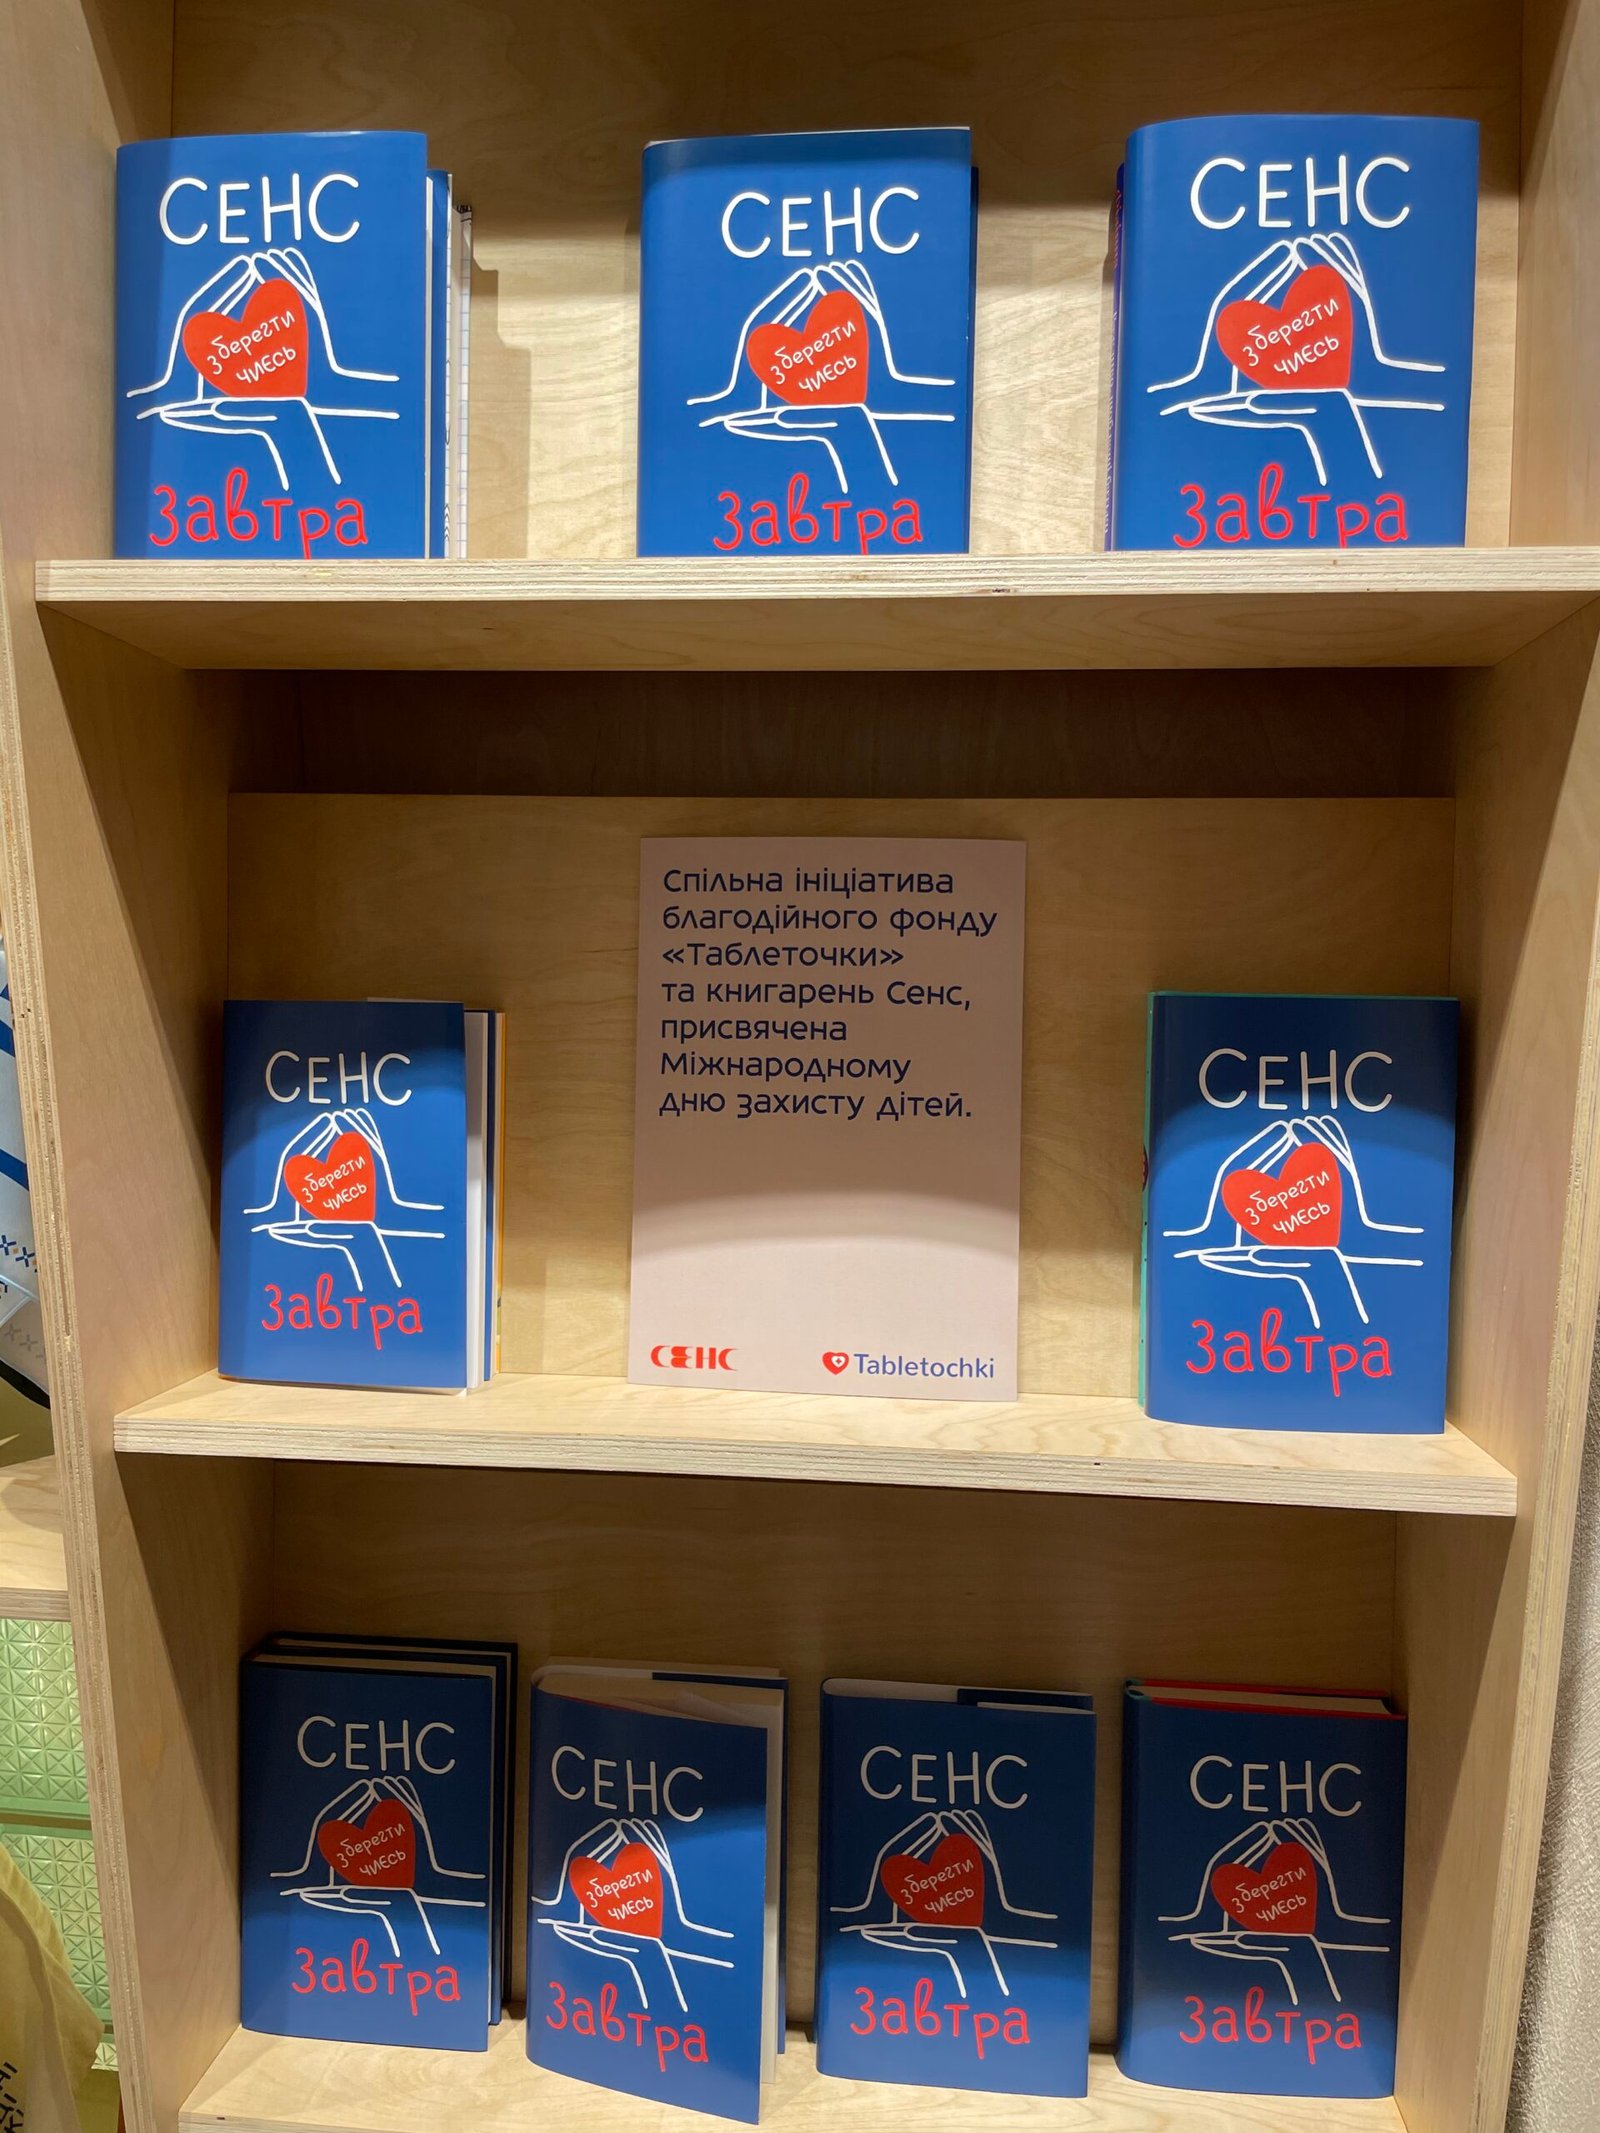 СЕНС
зберегти
чиєсь
Завтра
СЕНС
зберегти
чиєсь
Завтра
СЕНС
зберегти
чиєсь
Завтра
Спільна ініціатива
благодійного фонду
«Таблеточки»
та книгарень Сенс,
присвячена
Міжнародному
дню захисту дітей.
СЕНС
Tabletochki
СЕНС
зберегти
чиєсь
Завтра
СЕНС
зберегти
чиєсь
Завтра
СЕНС
зберегти
чиєсь
Завтра
СЕНС
зберегти
чиєсь
Завтра
СЕНС
зберегти
чиєсь
Завтра
СЕНС
зберегти
чиєсь
Завтра